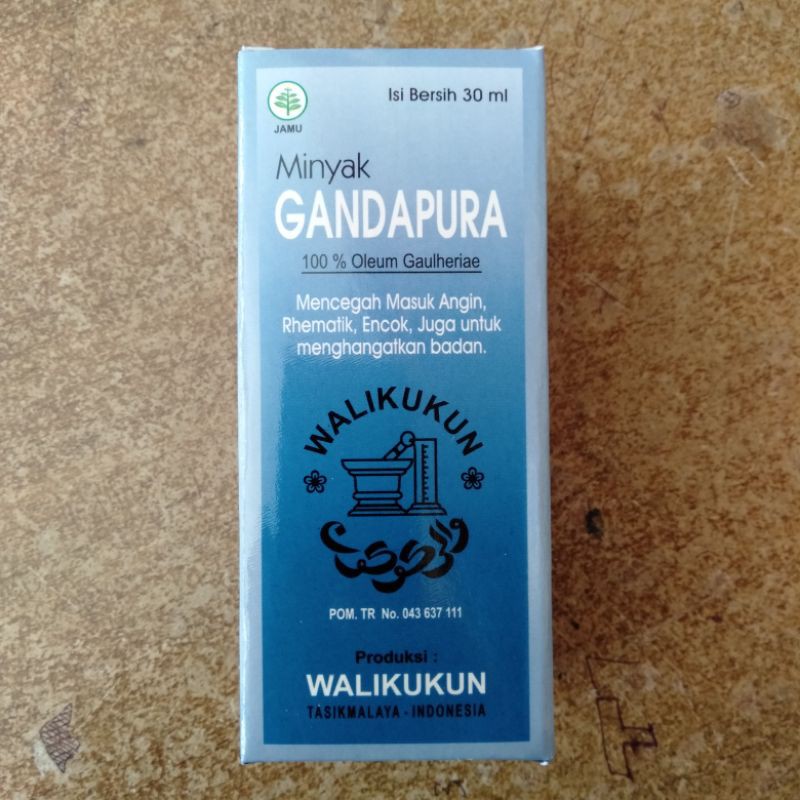 Isi Bersih 30 ml
JAMU
Minyak
GANDAPURA
100 % Oleum Gaulheriae
Mencegah Masuk Angin,
Rhematik, Encok, Juga untuk
menghangatkan badan.
WALIKUKUN
POM. TR No. 043 637 111
Produksi :
WALIKUKUN
TASIKMALAYA - INDONESIA